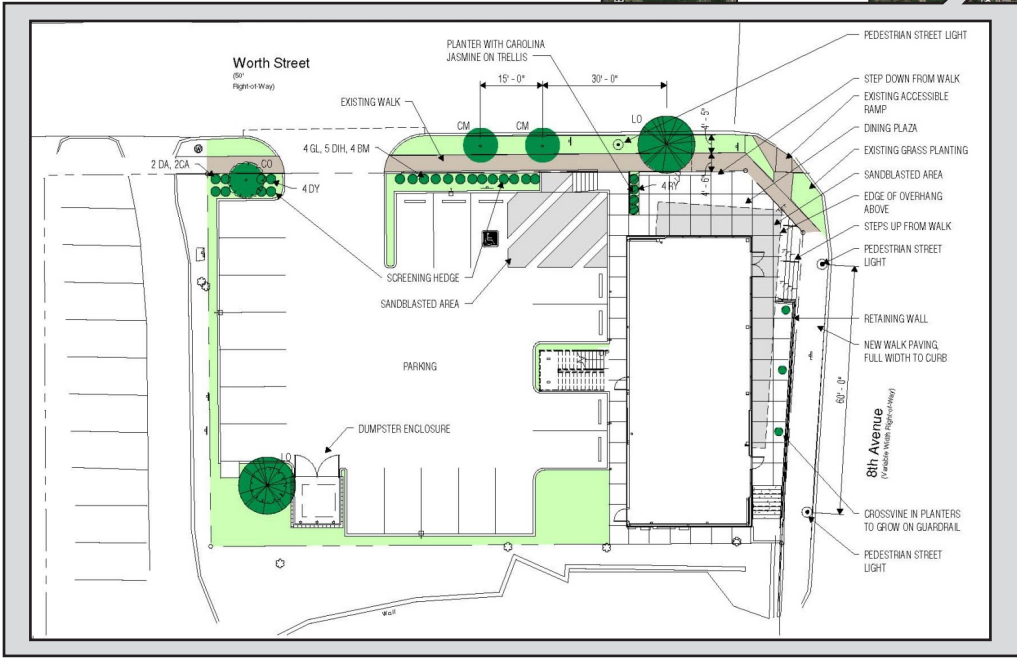 Worth Street
(50'
Right-of-Way)
PLANTER WITH CAROLINA
JASMINE ON TRELLIS
15' - 0"
30' - 0"
EXISTING WALK
CM
CM
LO
4' - 5"
4' - 6"
2 DA, 2CA
CO
4 DY
4 GL, 5 DIH, 4 BM
4 RY
SCREENING HEDGE
SANDBLASTED AREA
PARKING
DUMPSTER ENCLOSURE
LO
Wall
PEDESTRIAN STREET LIGHT
STEP DOWN FROM WALK
EXISTING ACCESSIBLE
RAMP
DINING PLAZA
EXISTING GRASS PLANTING
SANDBLASTED AREA
EDGE OF OVERHANG
ABOVE
STEPS UP FROM WALK
PEDESTRIAN STREET
LIGHT
RETAINING WALL
NEW WALK PAVING,
FULL WIDTH TO CURB
60' - 0"
8th Avenue
(Variable Width Right-of-Way)
CROSSVINE IN PLANTERS
TO GROW ON GUARDRAIL
PEDESTRIAN STREET
LIGHT